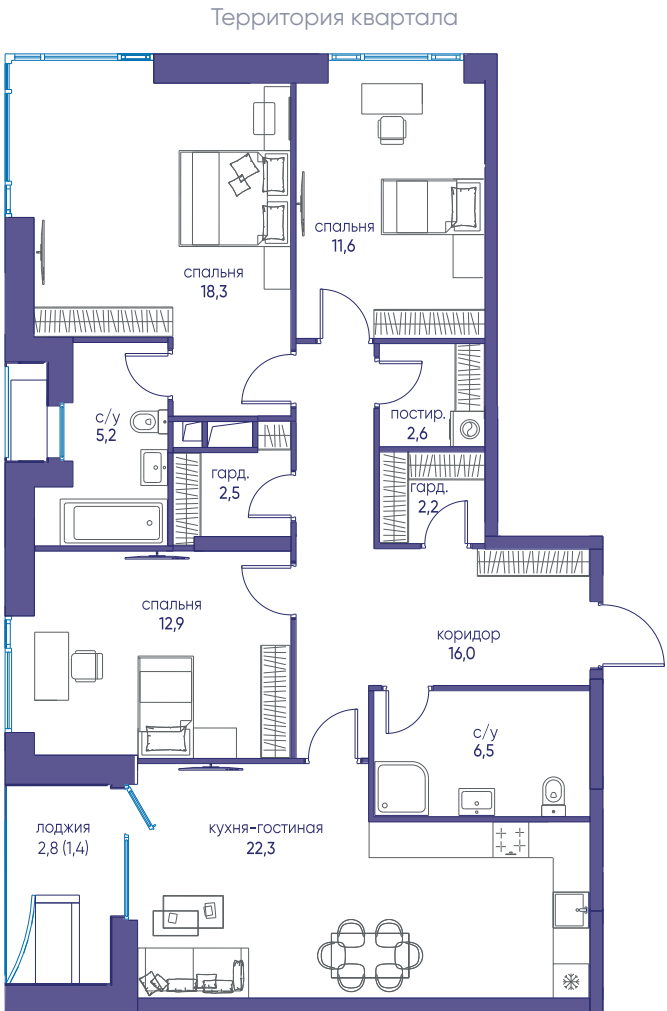 Территория квартала
спальня
11,6
спальня
18,3
с/у
5,2
постир.
2,6
гард.
2,5
гард.
2,2
спальня
12,9
коридор
16,0
с/у
6,5
лоджия
2,8 (1,4)
кухня-гостиная
22,3